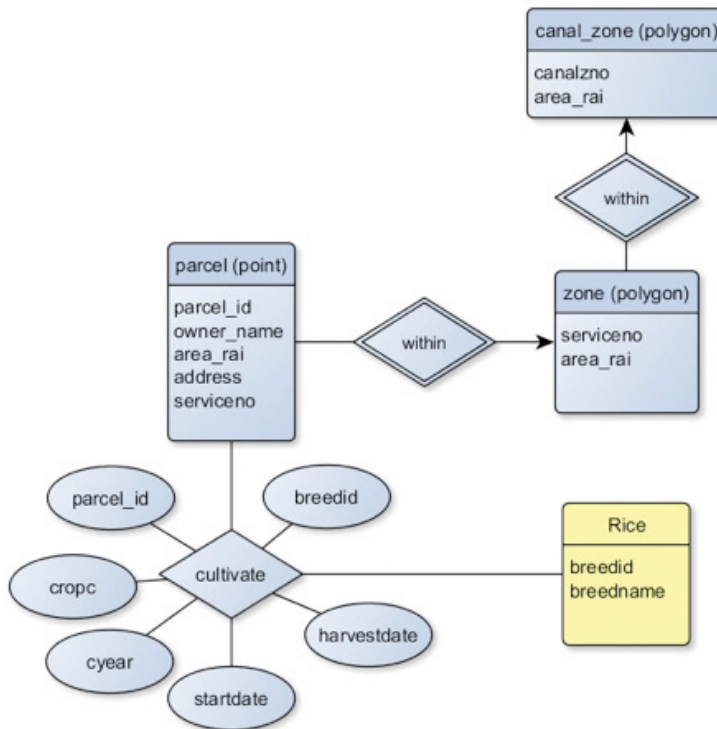 canal_zone (polygon)
canalzno
area_rai
within
parcel (point)
parcel_id
owner_name
area_rai
address
serviceno
within
zone (polygon)
serviceno
area_rai
parcel_id
breedid
cropc
cultivate
cyear
startdate
harvestdate
Rice
breedid
breedname